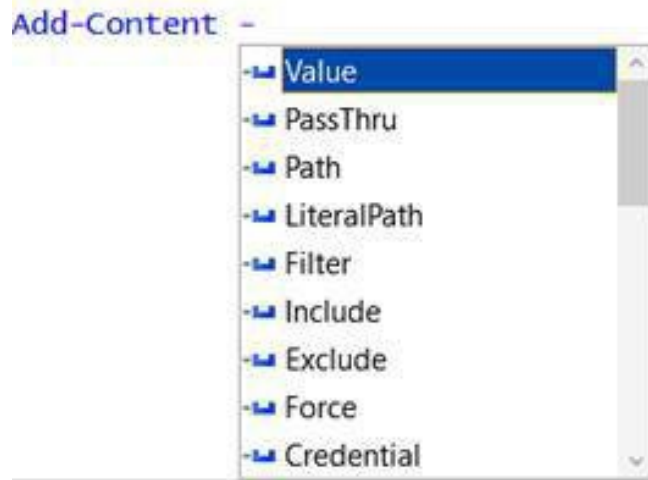 Add-Content -
Value
PassThru
Path
LiteralPath
Filter
Include
Exclude
Force
Credential